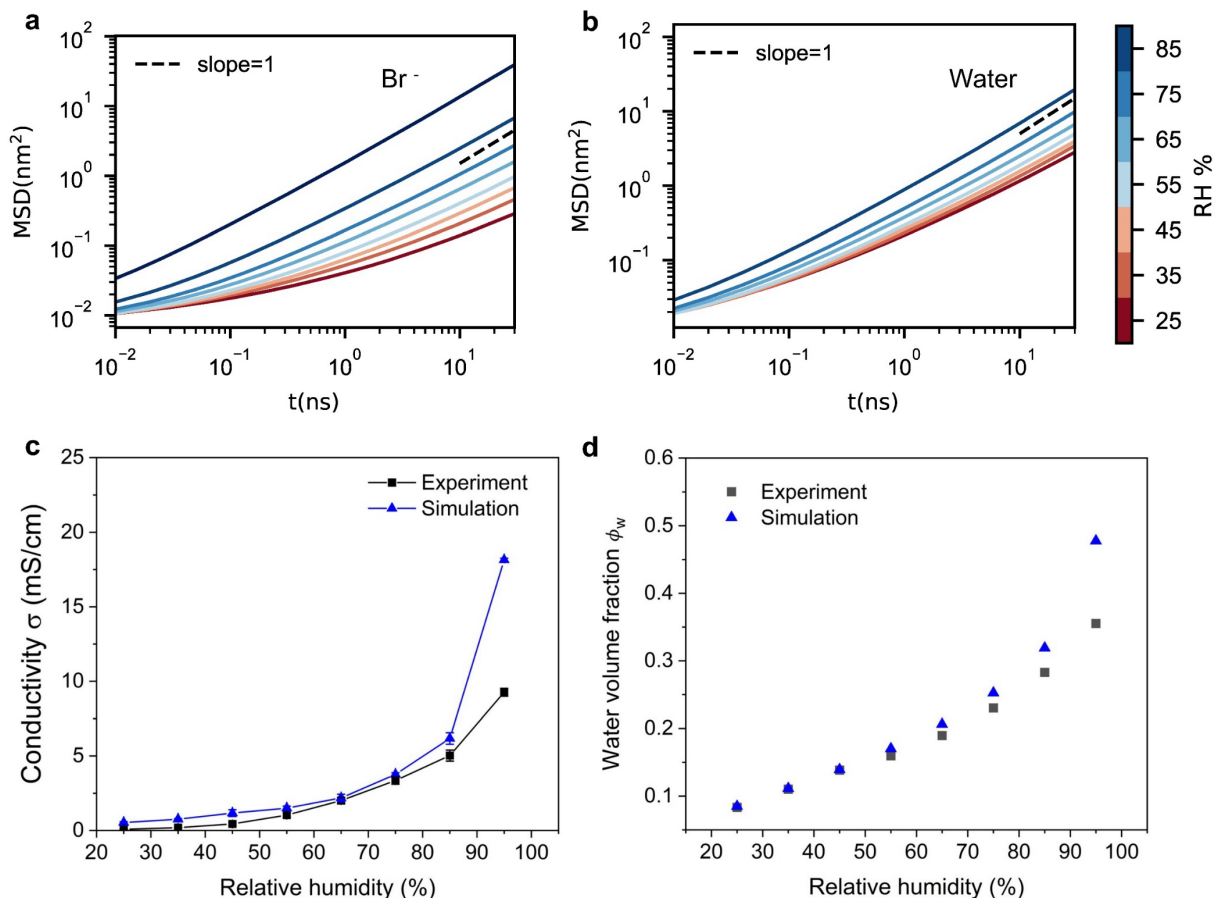 a
10²
10¹
10⁰
10⁻¹
10⁻²
MSD(nm²)
slope=1
Br ⁻
10⁻²
10⁻¹
10⁰
10¹
t(ns)
b
10²
10¹
10⁰
10⁻¹
MSD(nm²)
slope=1
Water
10⁻²
10⁻¹
10⁰
10¹
t(ns)
85
75
65
55
45
35
25
RH %
c
25
20
15
10
5
0
Conductivity σ (mS/cm)
Experiment
Simulation
20 30 40 50 60 70 80 90 100
Relative humidity (%)
d
0.6
0.5
0.4
0.3
0.2
0.1
Water volume fraction ϕw
Experiment
Simulation
20 30 40 50 60 70 80 90 100
Relative humidity (%)